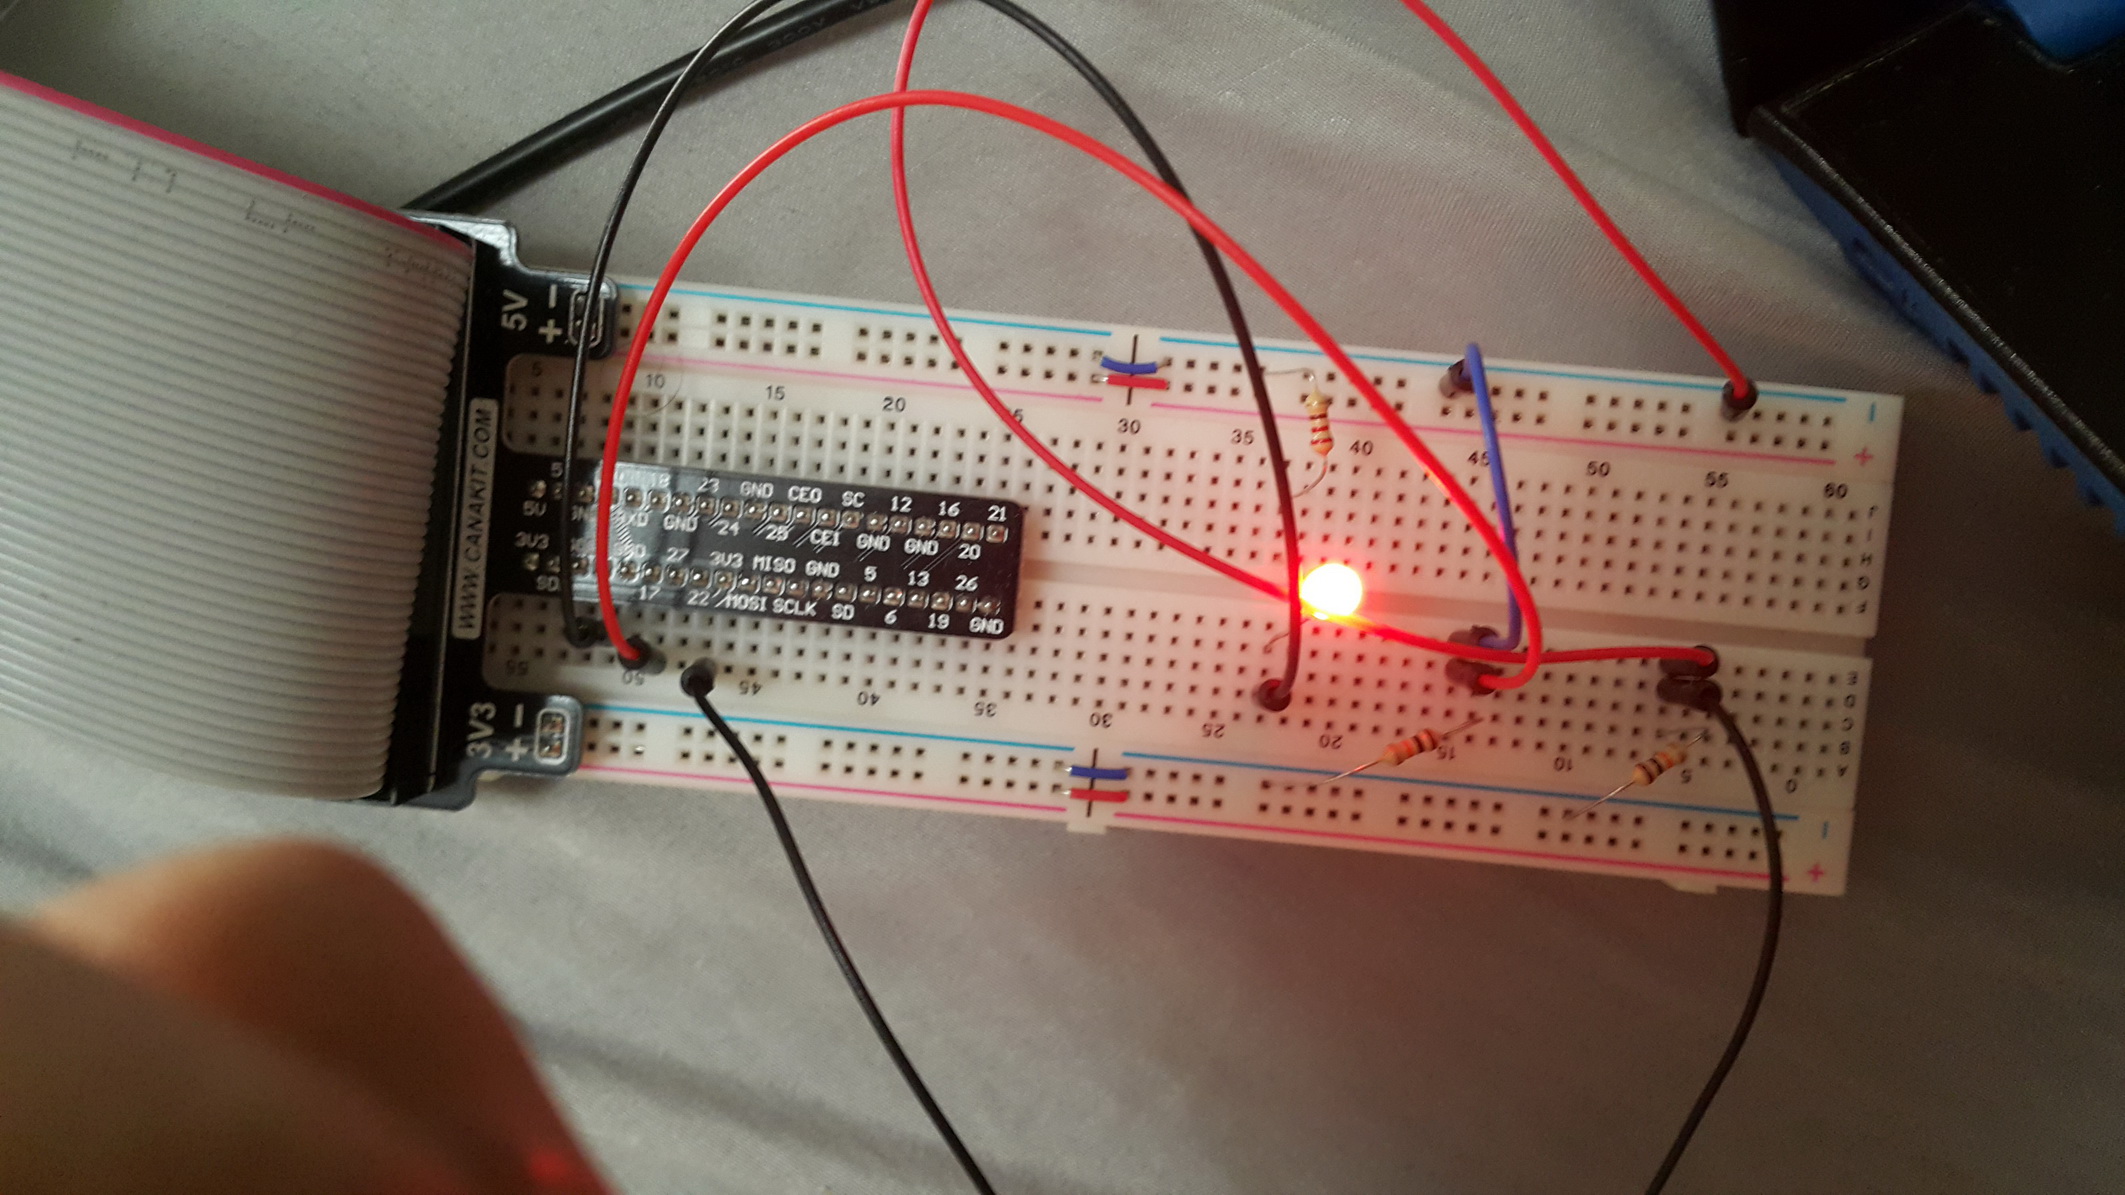 5V
- +
5 10 15 20 30 35 40 45 50 55 60
WWW.CANAKIT.COM
18 23 GND CE0 SC 12 16 21
5V GND 24 25 CE1 GND GND 20
3V3 27 3V3 MISO GND 5 13 26
SD 17 22 MOSI SCLK SD 6 19 GND
55 50 45 40 35 30 25 20 15 10 5 0
3V3
- +
J
I
H
G
F
E
D
C
B
A
-
+
-
+